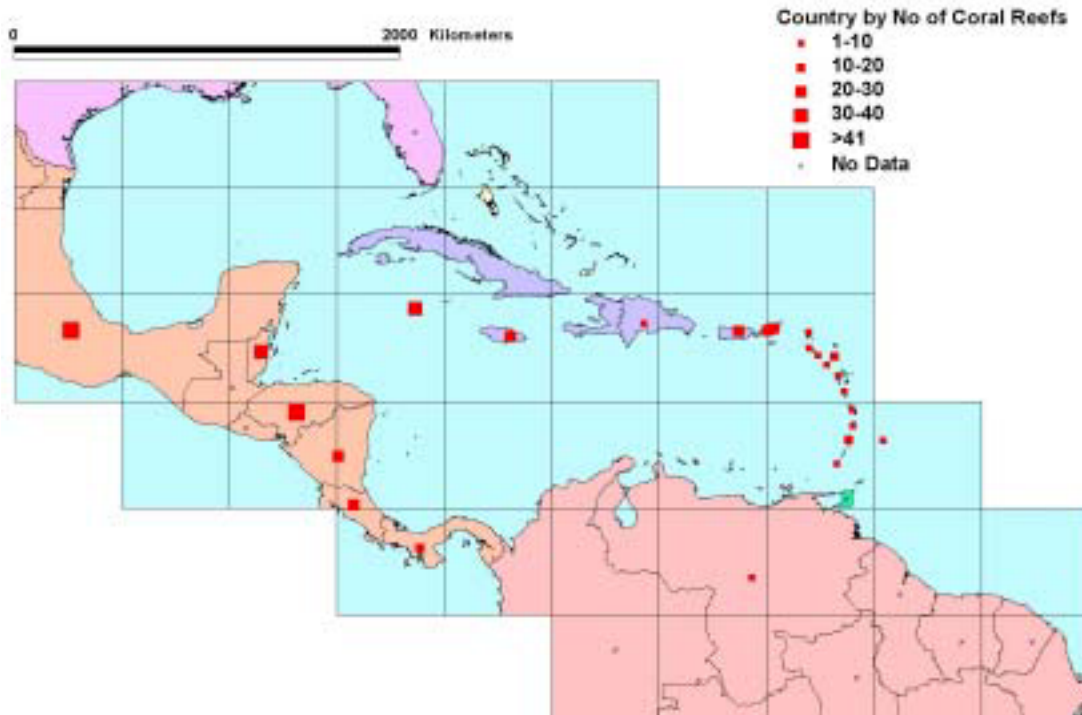 0 2000 Kilometers
Country by No of Coral Reefs
1-10
10-20
20-30
30-40
>41
No Data